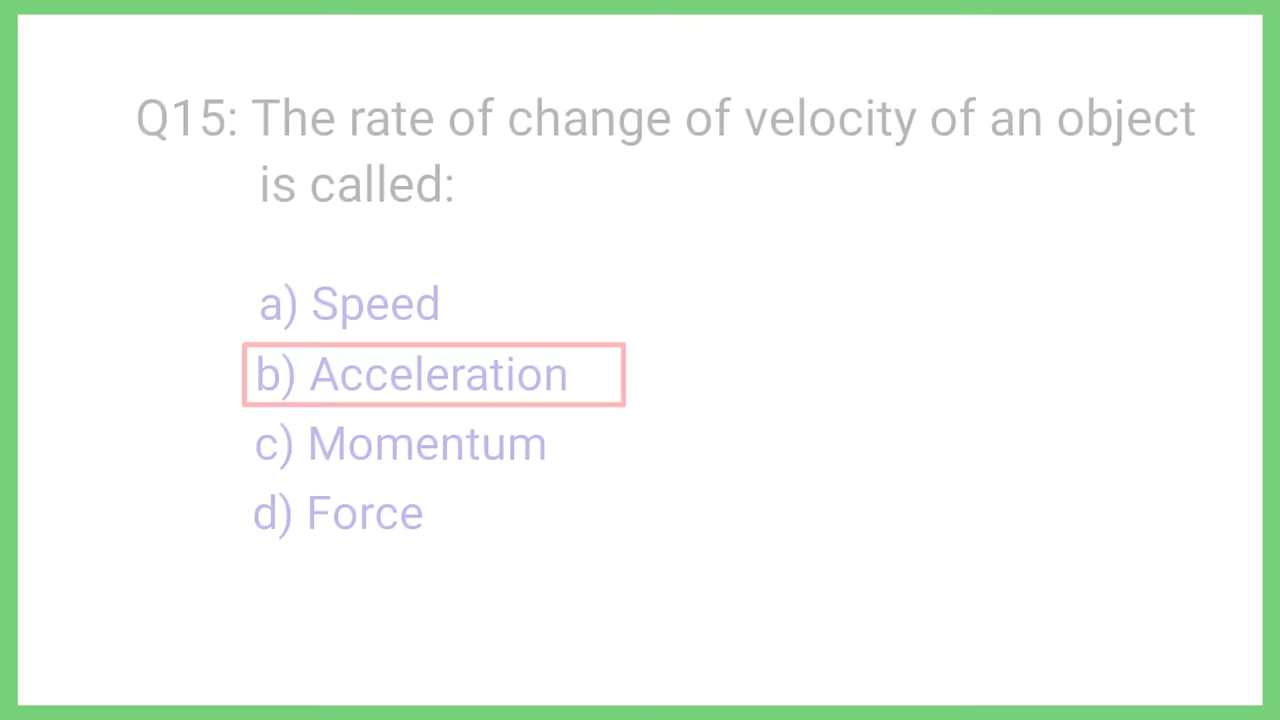 Q15: The rate of change of velocity of an object
is called:
a) Speed
b) Acceleration
c) Momentum
d) Force